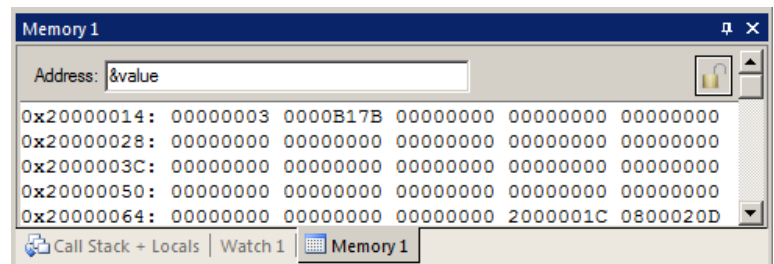 Memory 1
Address: &value
0x20000014: 00000003 0000B17B 00000000 00000000 00000000
0x20000028: 00000000 00000000 00000000 00000000 00000000
0x2000003C: 00000000 00000000 00000000 00000000 00000000
0x20000050: 00000000 00000000 00000000 00000000 00000000
0x20000064: 00000000 00000000 00000000 2000001C 0800020D
Call Stack + Locals | Watch 1 | Memory 1